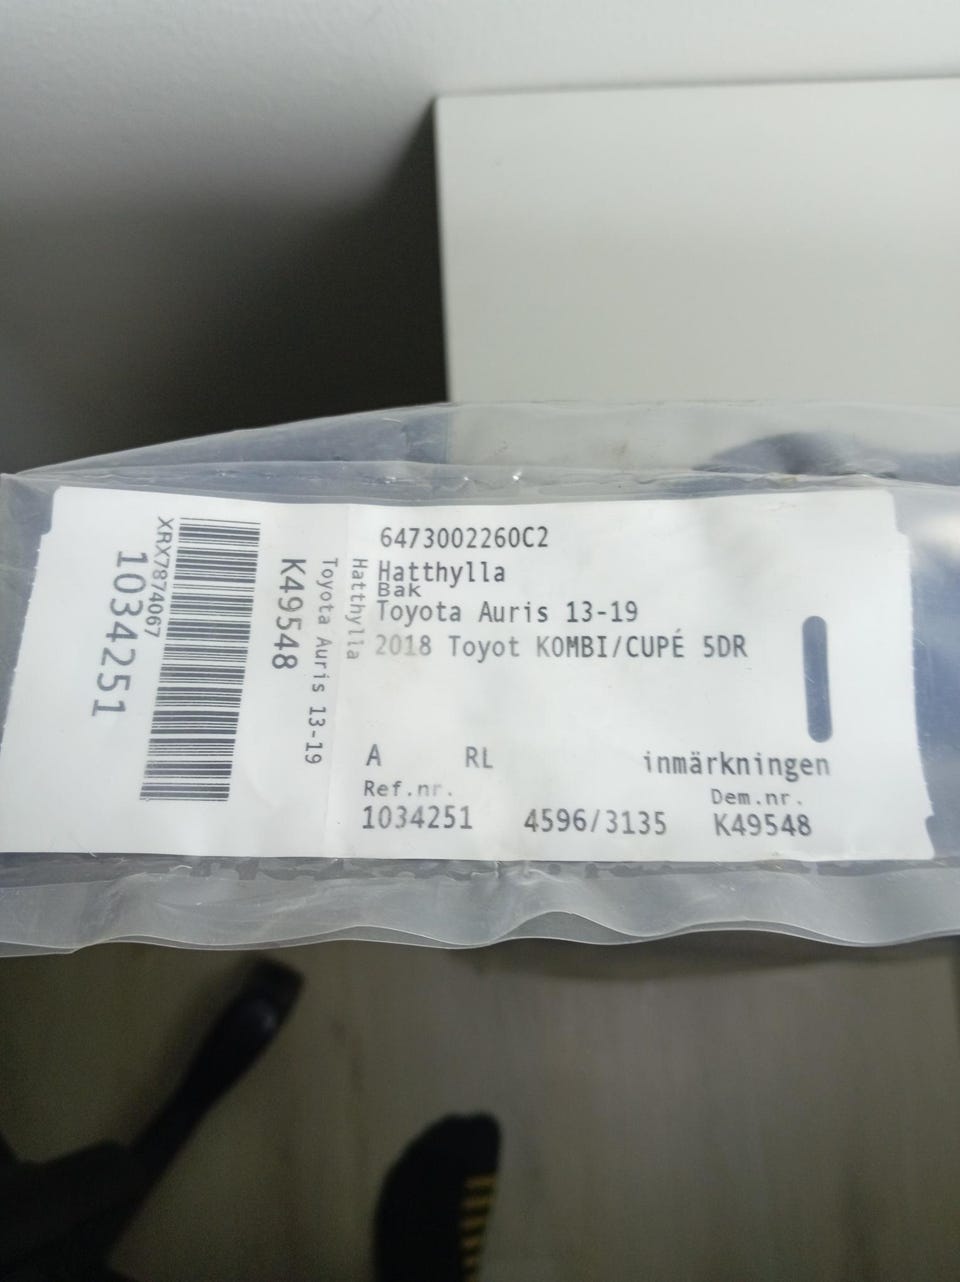 6473002260C2
Hatthylla
Bak
Toyota Auris 13-19
2018 Toyot KOMBI/CUPÉ 5DR
A RL inmärkningen
Ref.nr. Dem.nr.
1034251 4596/3135 K49548
Hatthylla
Toyota Auris 13-19
K49548
XRX7874067
1034251